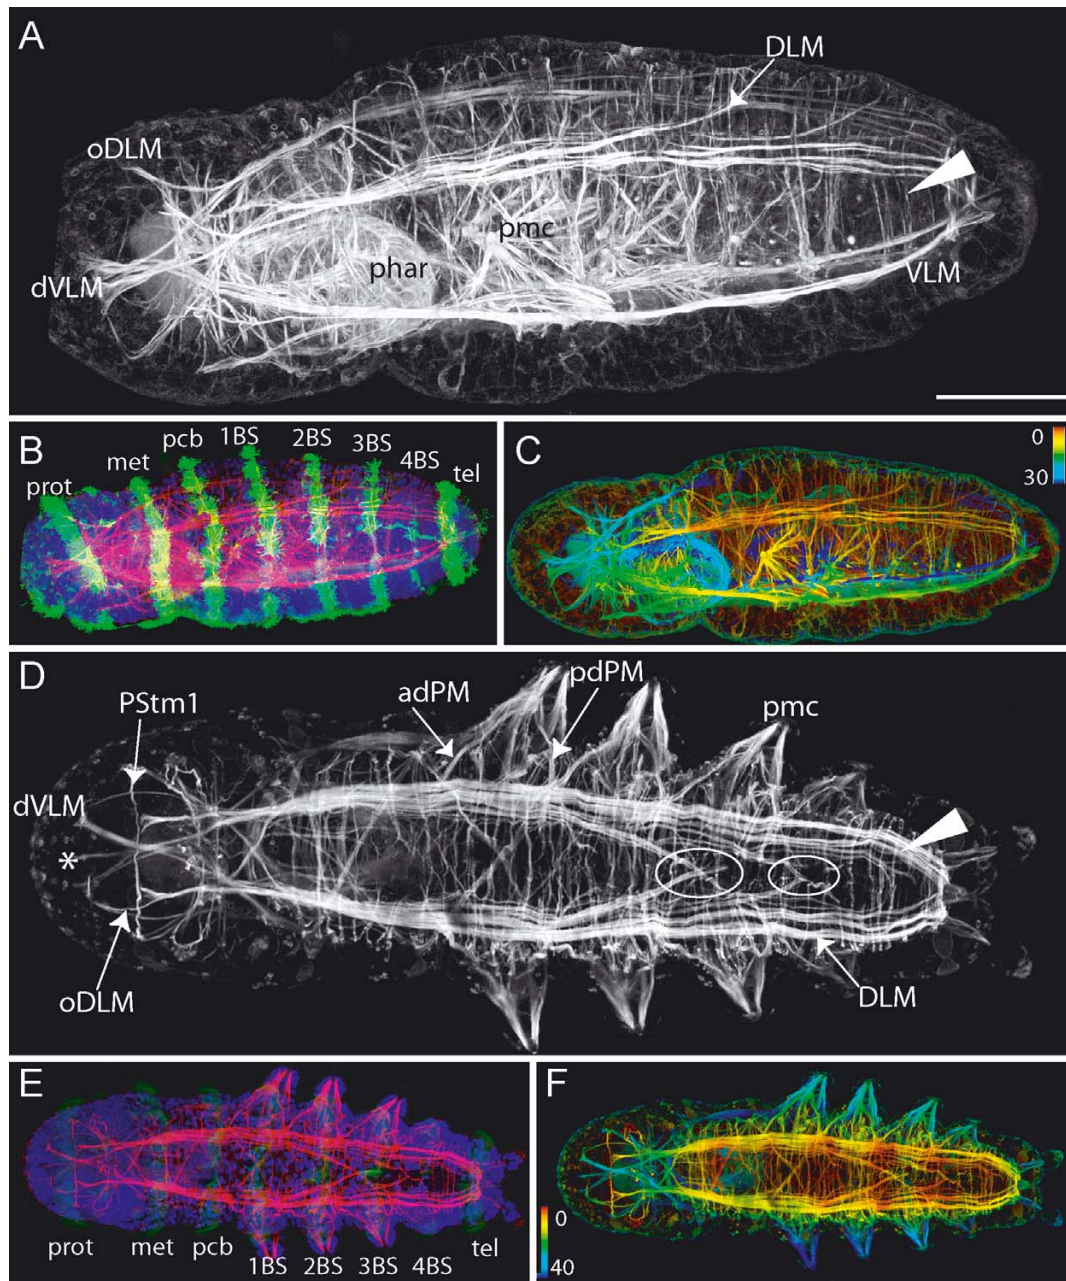 A
DLM
oDLM
pmc
phar
dVLM
VLM
B
prot
met
pcb
1BS
2BS
3BS
4BS
tel
C
0
30
D
PStm1
adPM
pdPM
pmc
dVLM
*
oDLM
DLM
E
prot
met
pcb
1BS
2BS
3BS
4BS
tel
F
0
40